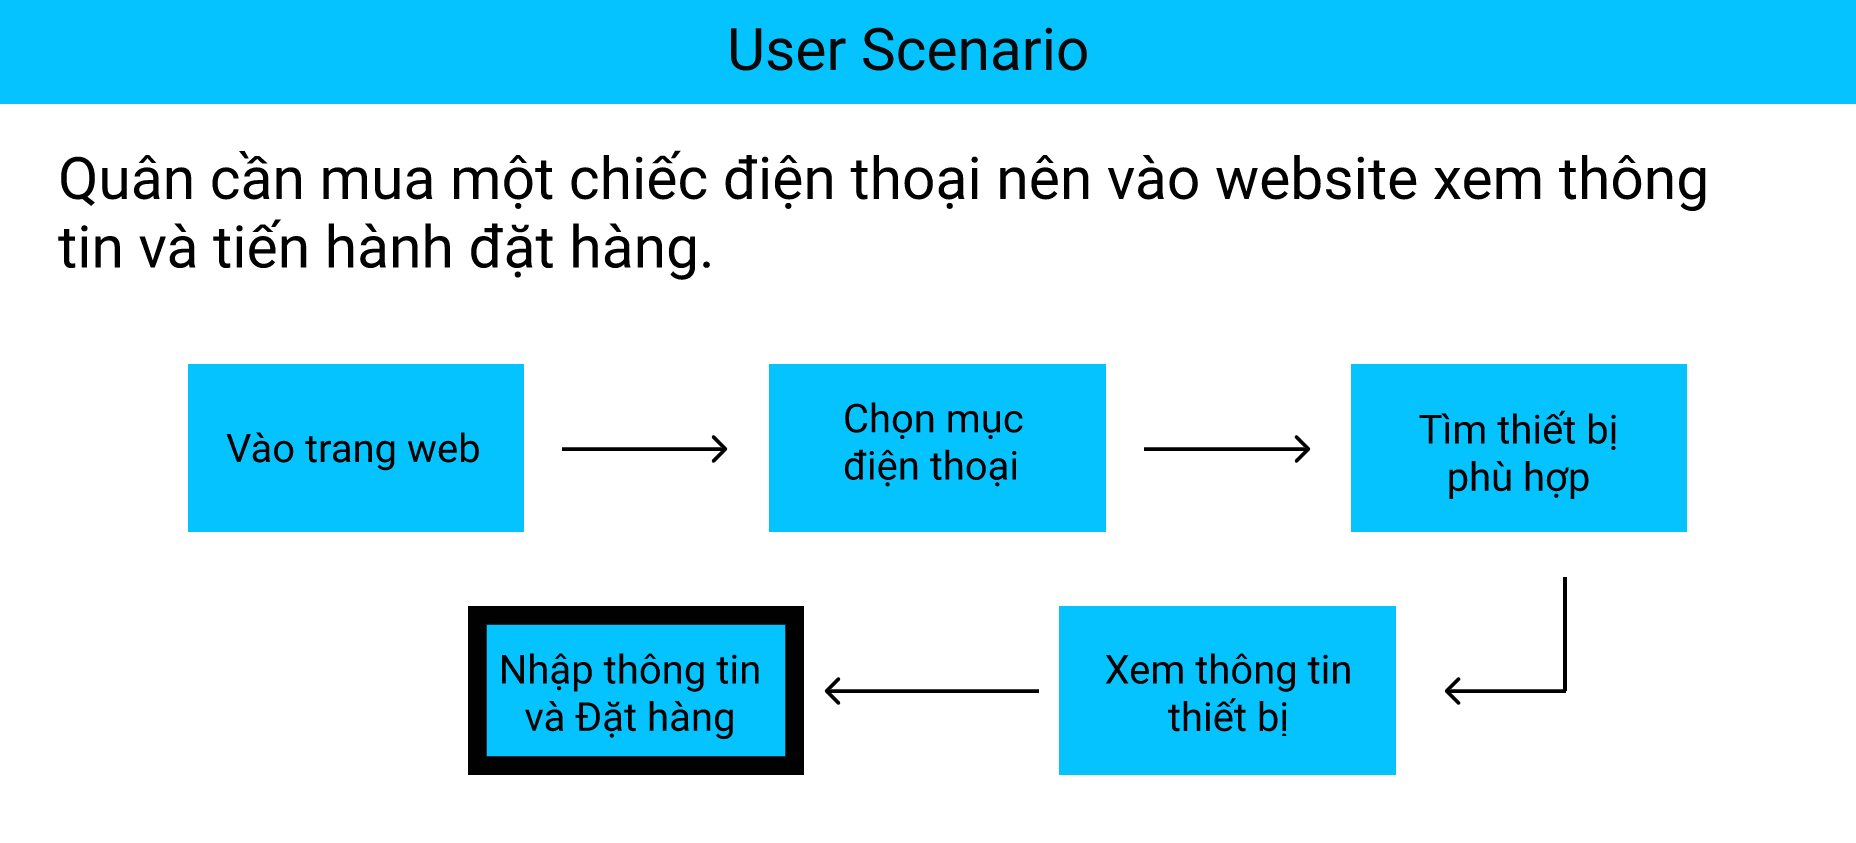 User Scenario
Quân cần mua một chiếc điện thoại nên vào website xem thông
tin và tiến hành đặt hàng.
Vào trang web
Chọn mục
điện thoại
Tìm thiết bị
phù hợp
Nhập thông tin
và Đặt hàng
Xem thông tin
thiết bị